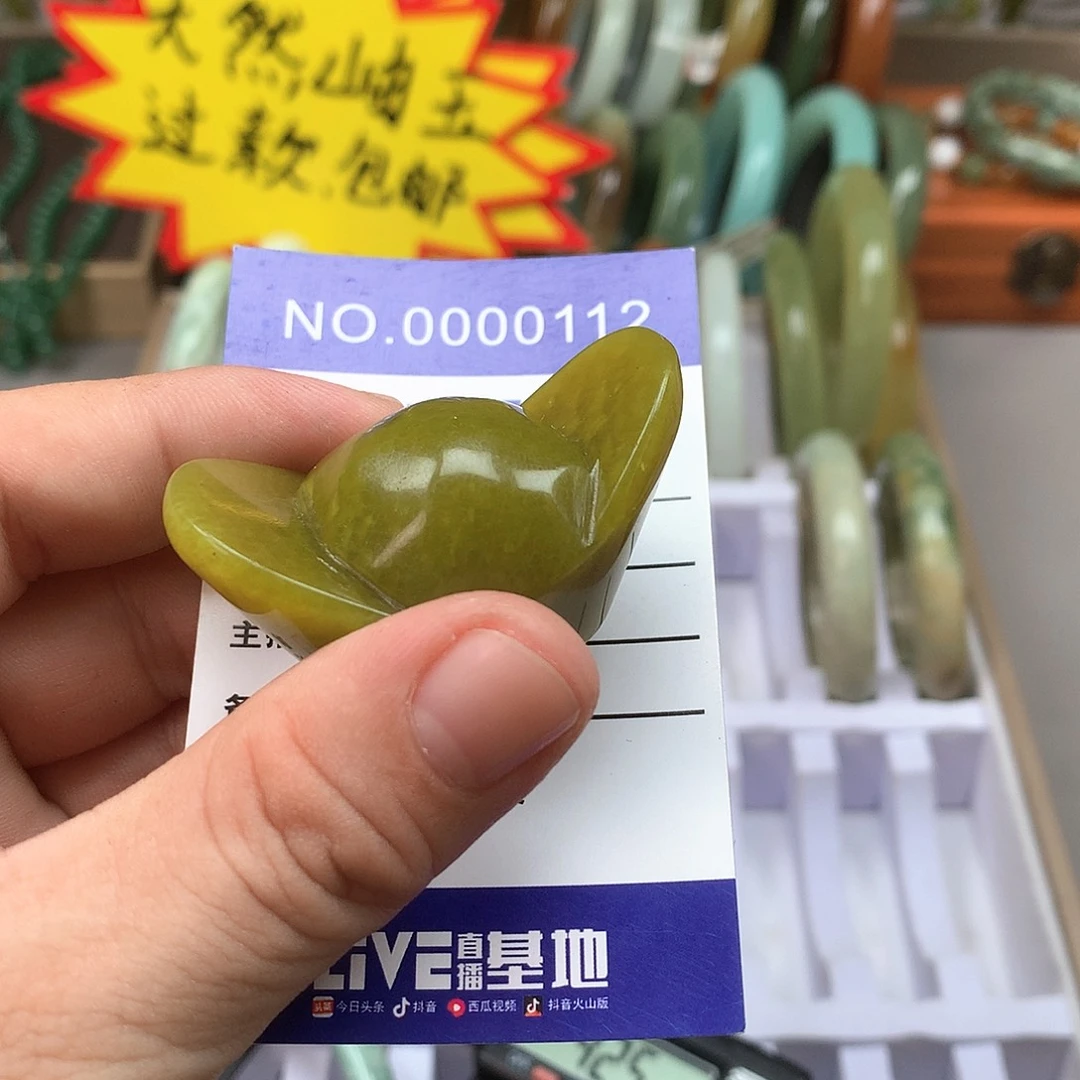 天然岫玉
过款包邮
NO.0000112
主
LiVE直播基地
今日头条 抖音 西瓜视频 抖音火山版